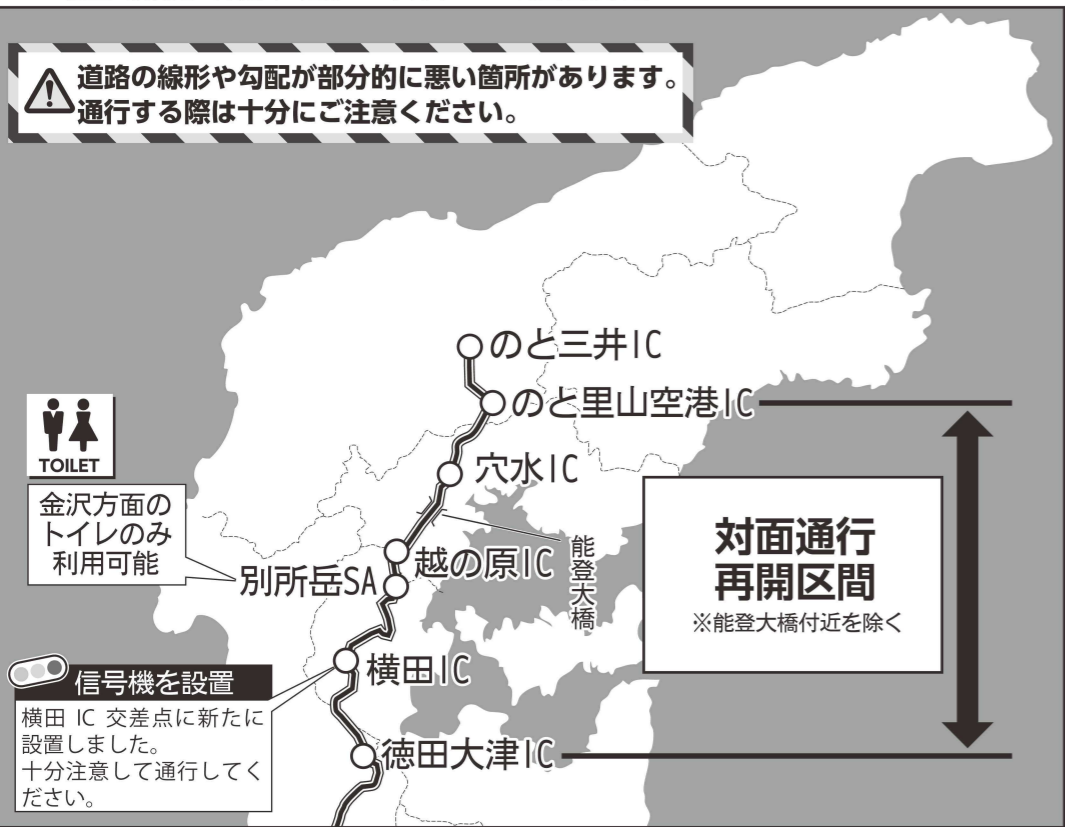 道路の線形や勾配が部分的に悪い箇所があります。
通行する際は十分にご注意ください。
のと三井IC
のと里山空港IC
穴水IC
能登大橋
越の原IC
別所岳SA
横田IC
徳田大津IC
TOILET
金沢方面の
トイレのみ
利用可能
対面通行
再開区間
※能登大橋付近を除く
信号機を設置
横田 IC 交差点に新たに
設置しました。
十分注意して通行してく
ださい。